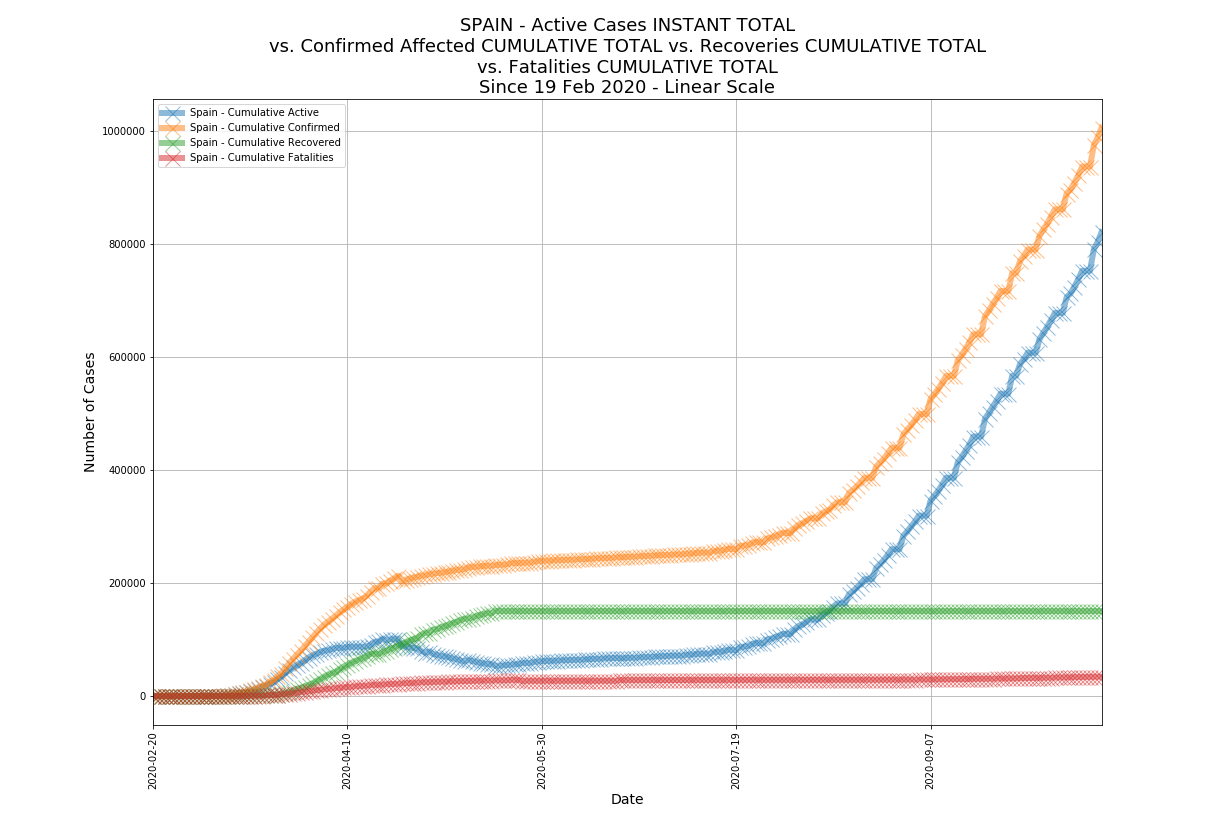 SPAIN - Active Cases INSTANT TOTAL
vs. Confirmed Affected CUMULATIVE TOTAL vs. Recoveries CUMULATIVE TOTAL
vs. Fatalities CUMULATIVE TOTAL
Since 19 Feb 2020 - Linear Scale
Spain - Cumulative Active
Spain - Cumulative Confirmed
Spain - Cumulative Recovered
Spain - Cumulative Fatalities
1000000
800000
600000
400000
200000
0
Number of Cases
2020-02-20
2020-04-10
2020-05-30
2020-07-19
2020-09-07
Date